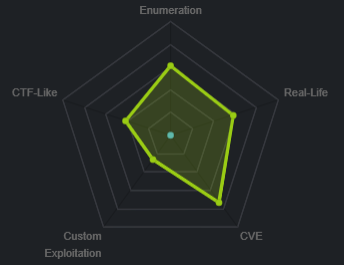 Enumeration
CTF-Like
Real-Life
Custom
Exploitation
CVE